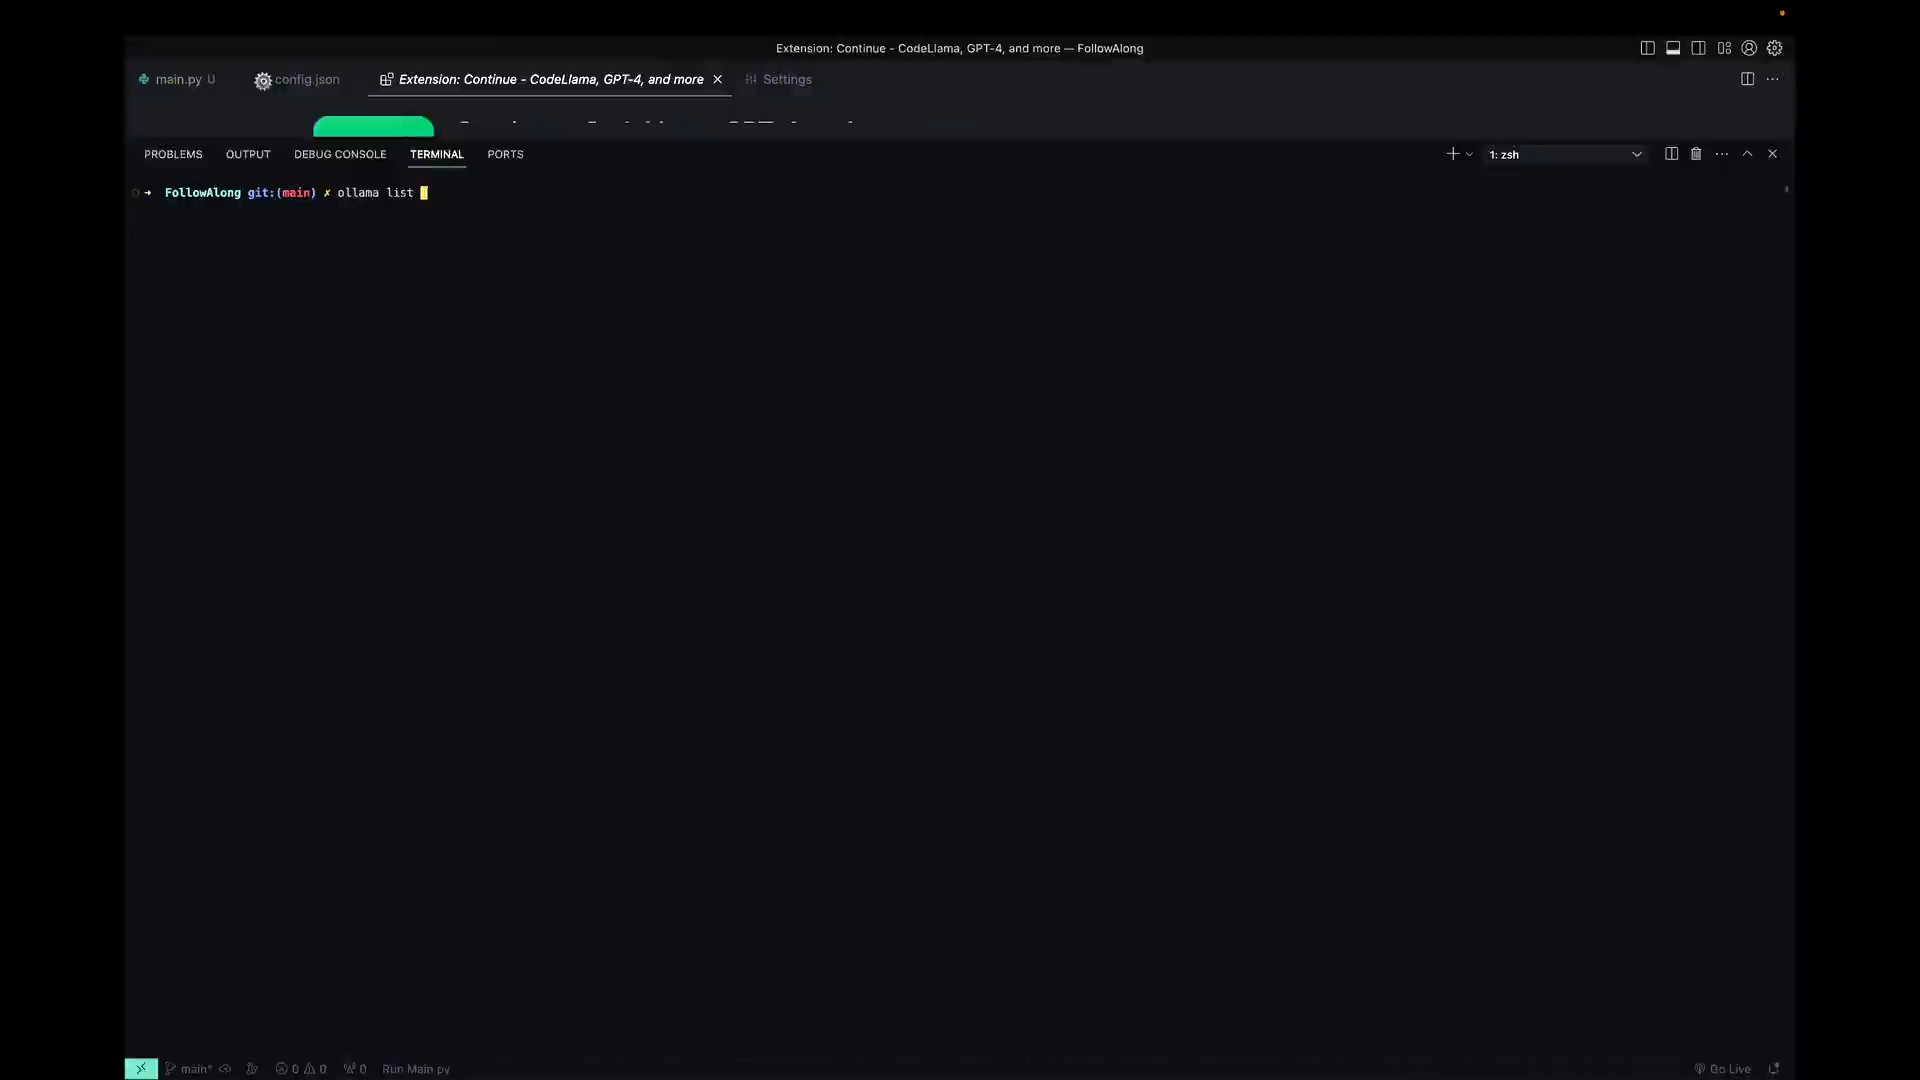 Extension: Continue - CodeLlama, GPT-4, and more — FollowAlong
main.py U config.json Extension: Continue - CodeLlama, GPT-4, and more Settings
PROBLEMS OUTPUT DEBUG CONSOLE TERMINAL PORTS 1: zsh
➜ FollowAlong git:(main) ✗ ollama list
main* 0 0 0 Run Main py Go Live